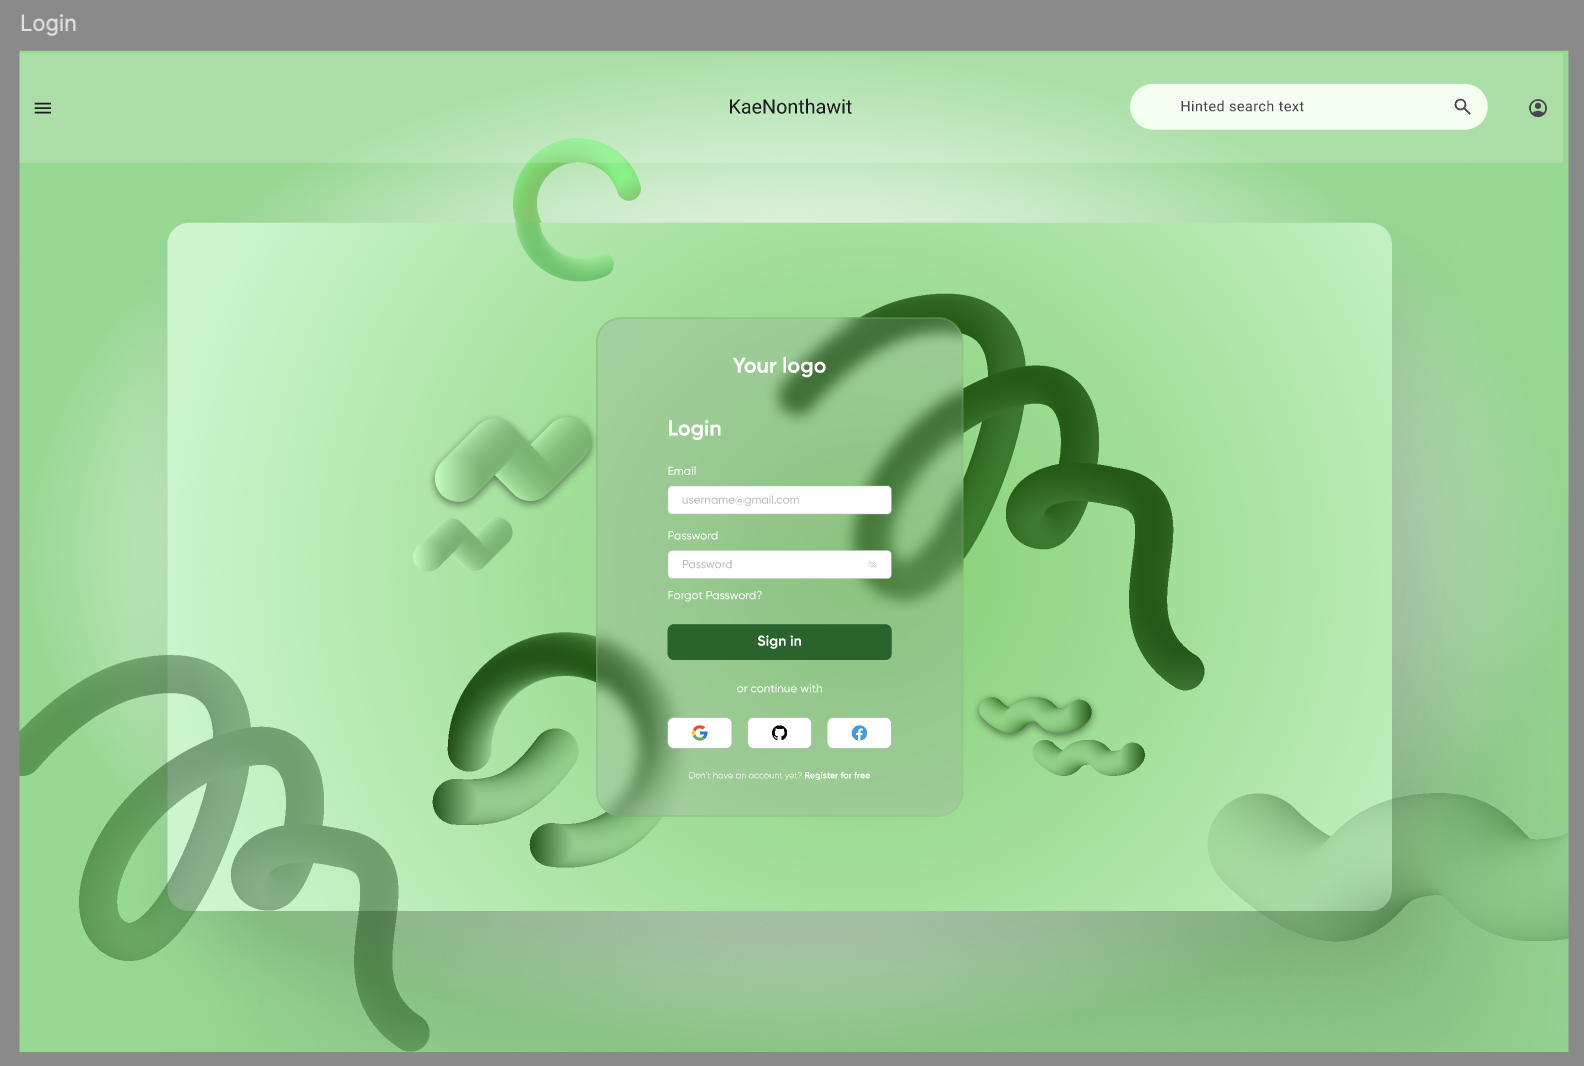 Login
KaeNonthawit
Hinted search text
Your logo
Login
Email
username@gmail.com
Password
Password
Forgot Password?
Sign in
or continue with
Don't have an account yet? Register for free